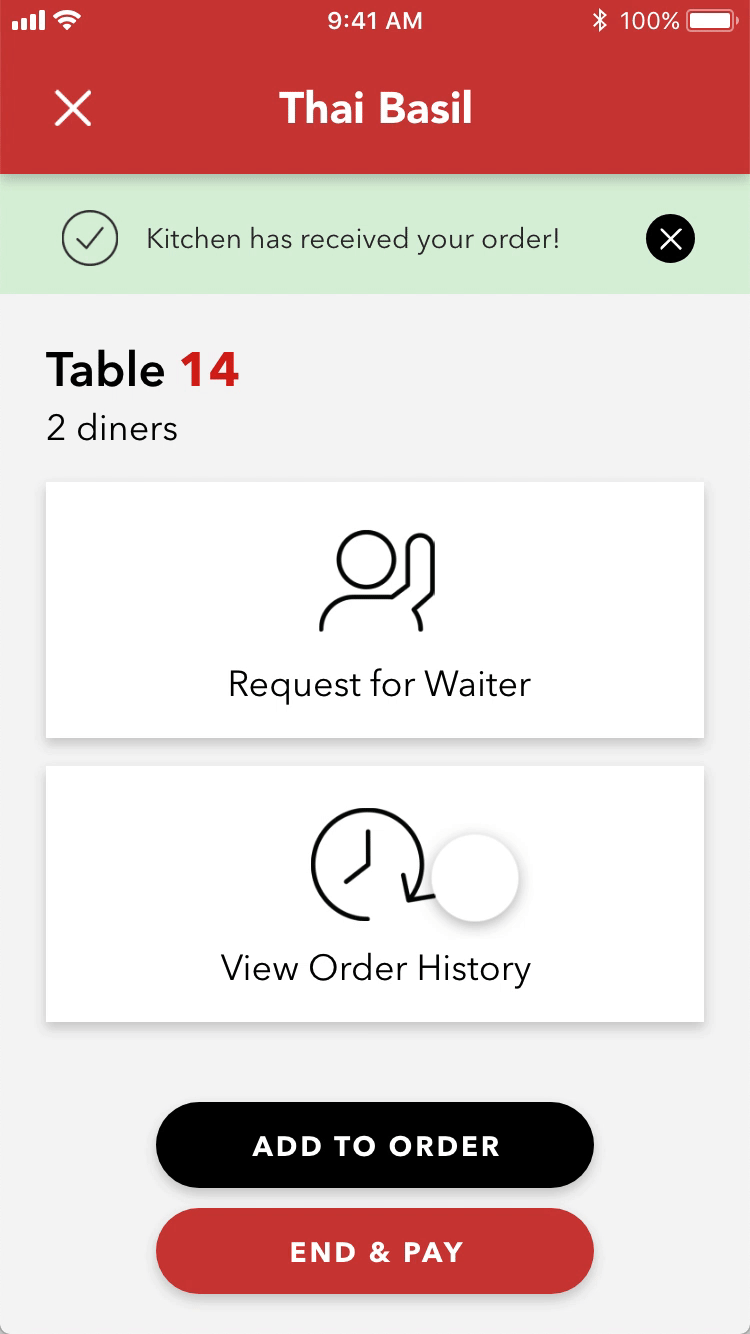 9:41 AM
100%
Thai Basil
Kitchen has received your order!
Table 14
2 diners
Request for Waiter
View Order History
ADD TO ORDER
END & PAY